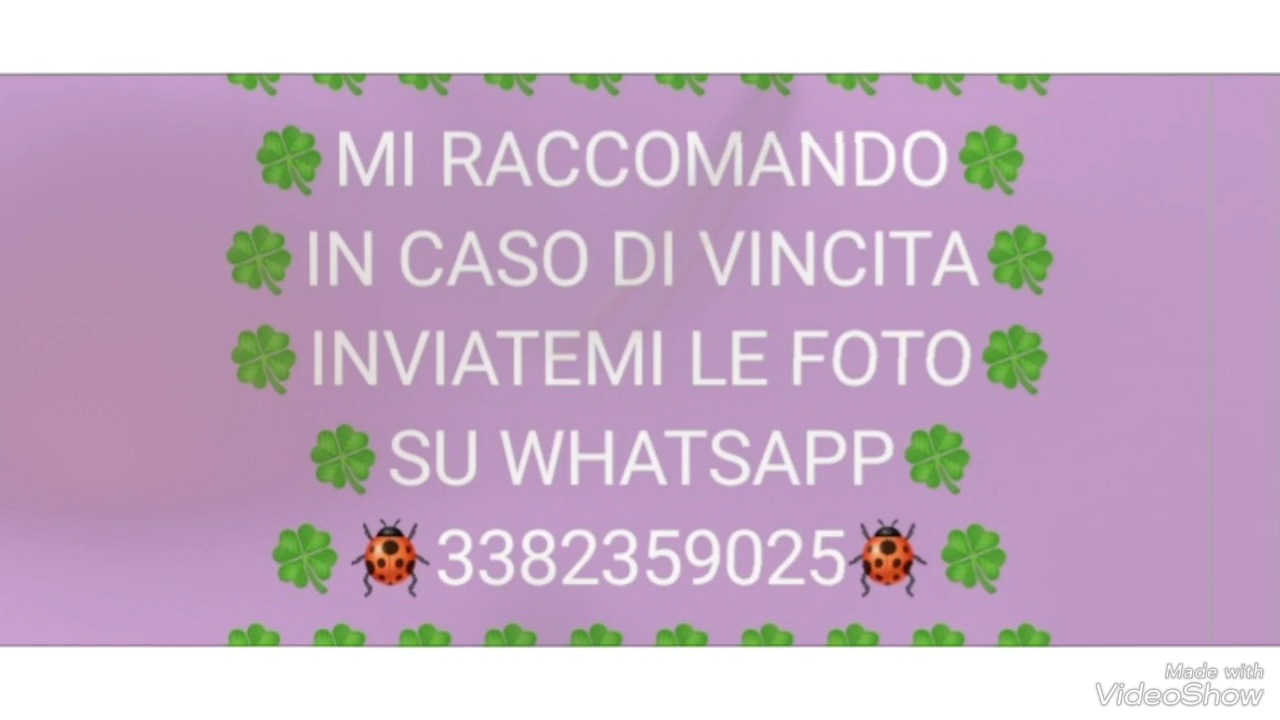 🍀MI RACCOMANDO🍀
🍀IN CASO DI VINCITA🍀
🍀INVIATEMI LE FOTO🍀
🍀SU WHATSAPP🍀
🍀🐞3382359025🐞🍀
Made with
VideoShow